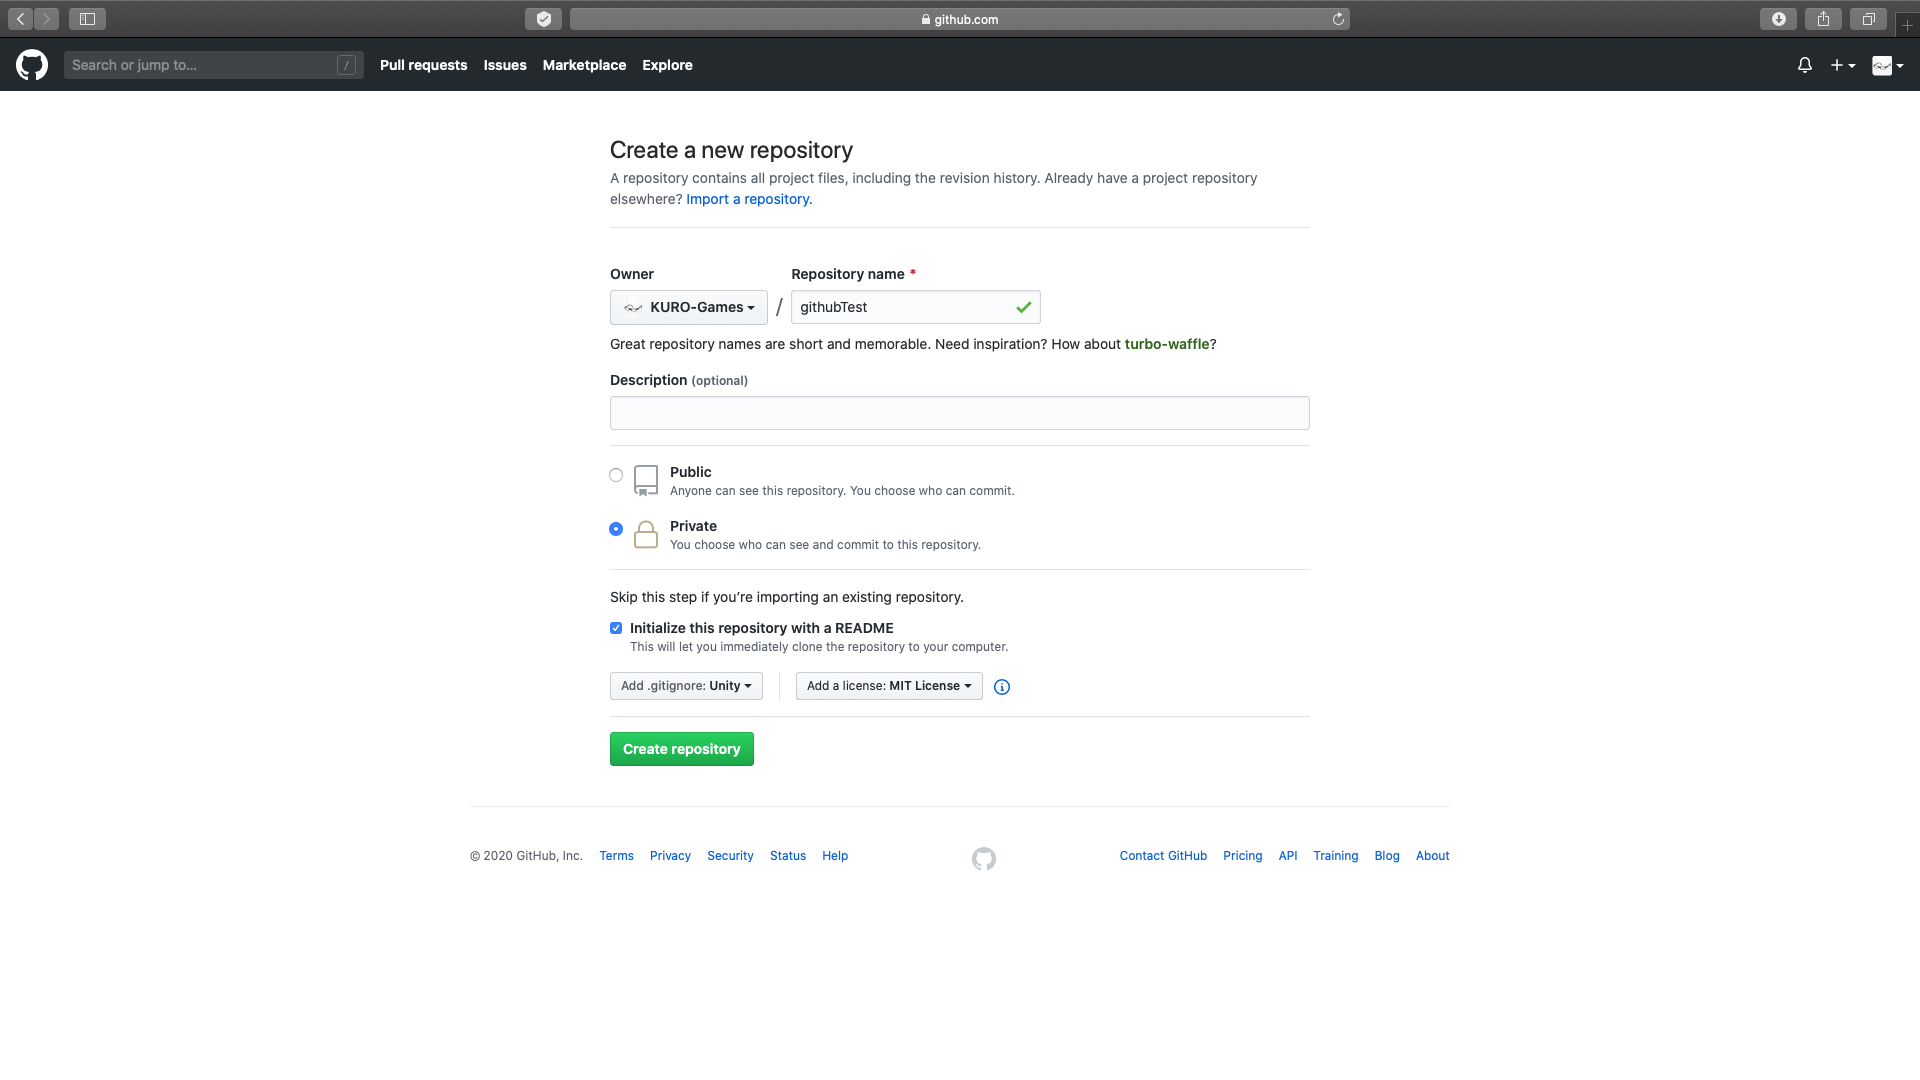 github.com
Search or jump to...
/
Pull requests
Issues
Marketplace
Explore
Create a new repository
A repository contains all project files, including the revision history. Already have a project repository
elsewhere? Import a repository.
Owner
Repository name *
KURO-Games
/
githubTest
Great repository names are short and memorable. Need inspiration? How about turbo-waffle?
Description (optional)
Public
Anyone can see this repository. You choose who can commit.
Private
You choose who can see and commit to this repository.
Skip this step if you’re importing an existing repository.
Initialize this repository with a README
This will let you immediately clone the repository to your computer.
Add .gitignore: Unity
Add a license: MIT License
Create repository
© 2020 GitHub, Inc.
Terms
Privacy
Security
Status
Help
Contact GitHub
Pricing
API
Training
Blog
About